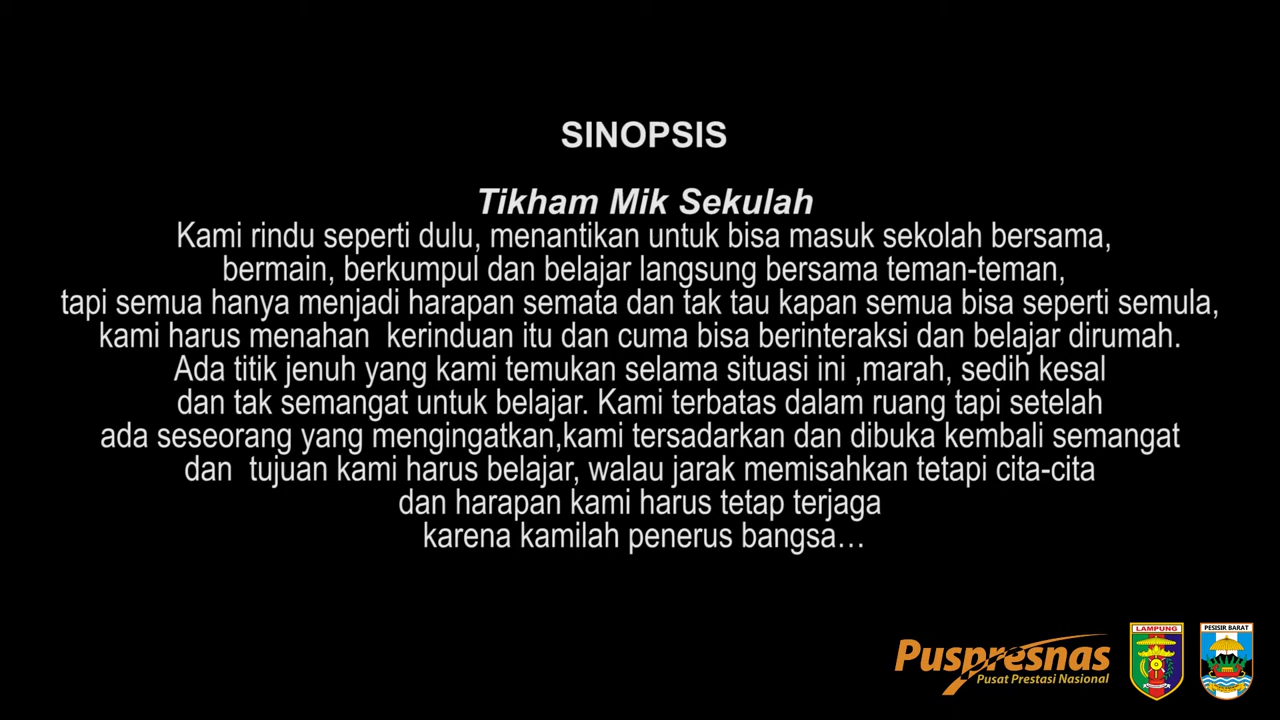 SINOPSIS
Tikham Mik Sekulah
Kami rindu seperti dulu, menantikan untuk bisa masuk sekolah bersama,
bermain, berkumpul dan belajar langsung bersama teman-teman,
tapi semua hanya menjadi harapan semata dan tak tau kapan semua bisa seperti semula,
kami harus menahan  kerinduan itu dan cuma bisa berinteraksi dan belajar dirumah.
Ada titik jenuh yang kami temukan selama situasi ini ,marah, sedih kesal
dan tak semangat untuk belajar. Kami terbatas dalam ruang tapi setelah
ada seseorang yang mengingatkan,kami tersadarkan dan dibuka kembali semangat
dan  tujuan kami harus belajar, walau jarak memisahkan tetapi cita-cita
dan harapan kami harus tetap terjaga
karena kamilah penerus bangsa…
Puspresnas
Pusat Prestasi Nasional
LAMPUNG
PESISIR BARAT